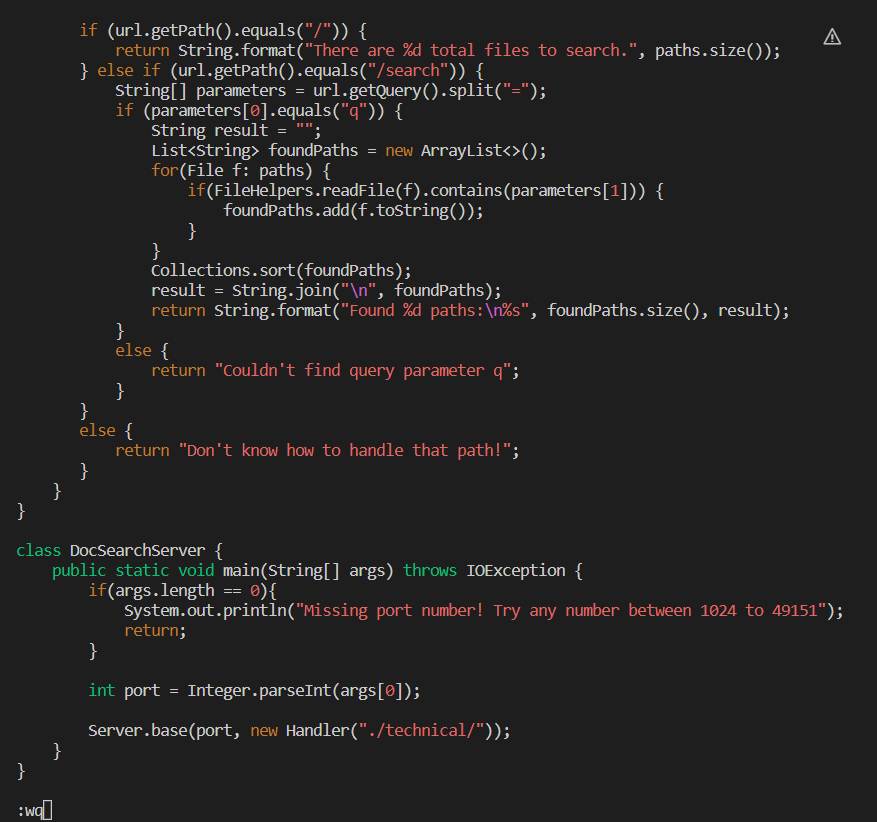 if (url.getPath().equals("/")) {
return String.format("There are %d total files to search.", paths.size());
} else if (url.getPath().equals("/search")) {
String[] parameters = url.getQuery().split("=");
if (parameters[0].equals("q")) {
String result = "";
List<String> foundPaths = new ArrayList<>();
for(File f: paths) {
if(FileHelpers.readFile(f).contains(parameters[1])) {
foundPaths.add(f.toString());
}
}
Collections.sort(foundPaths);
result = String.join("\n", foundPaths);
return String.format("Found %d paths:\n%s", foundPaths.size(), result);
}
else {
return "Couldn't find query parameter q";
}
}
else {
return "Don't know how to handle that path!";
}
}
}
class DocSearchServer {
public static void main(String[] args) throws IOException {
if(args.length == 0){
System.out.println("Missing port number! Try any number between 1024 to 49151");
return;
}
int port = Integer.parseInt(args[0]);
Server.base(port, new Handler("./technical/"));
}
}
:wq